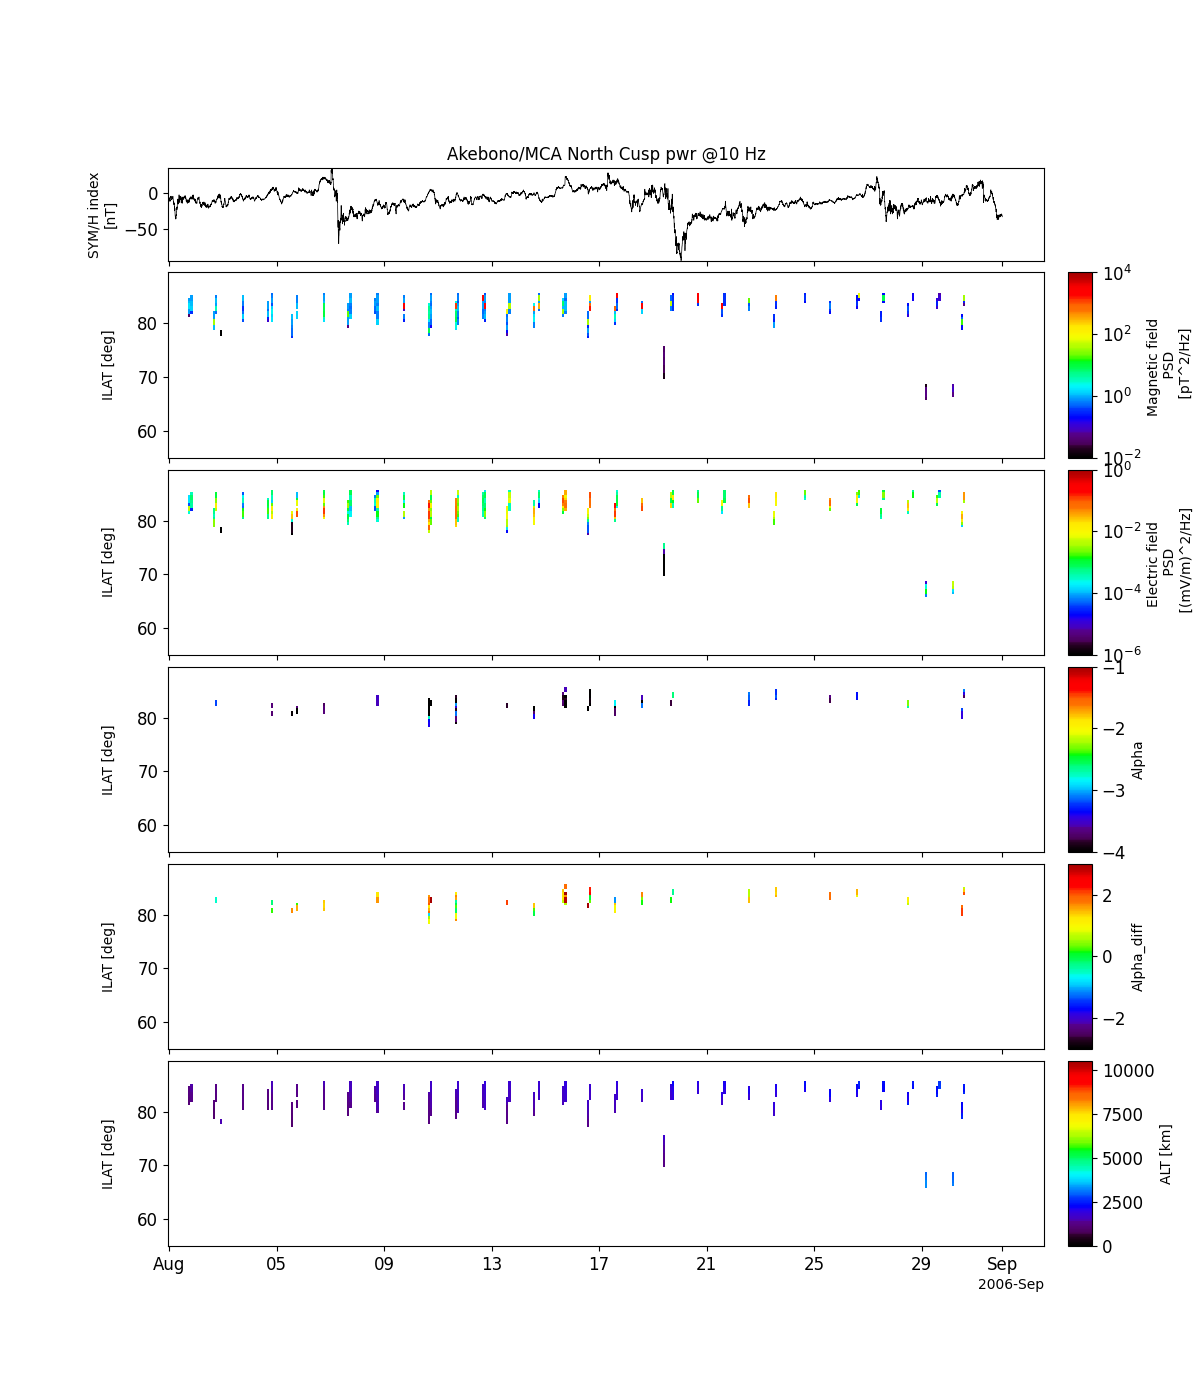 Akebono/MCA North Cusp pwr @10 Hz
SYM/H index
[nT]
0
−50
ILAT [deg]
80
70
60
10^4
10^2
10^0
10^−2
Magnetic field
PSD
[pT^2/Hz]
ILAT [deg]
80
70
60
10^0
10^−2
10^−4
10^−6
Electric field
PSD
[(mV/m)^2/Hz]
ILAT [deg]
80
70
60
−1
−2
−3
−4
Alpha
ILAT [deg]
80
70
60
2
0
−2
Alpha_diff
ILAT [deg]
80
70
60
10000
7500
5000
2500
0
ALT [km]
Aug 05 09 13 17 21 25 29 Sep
2006-Sep